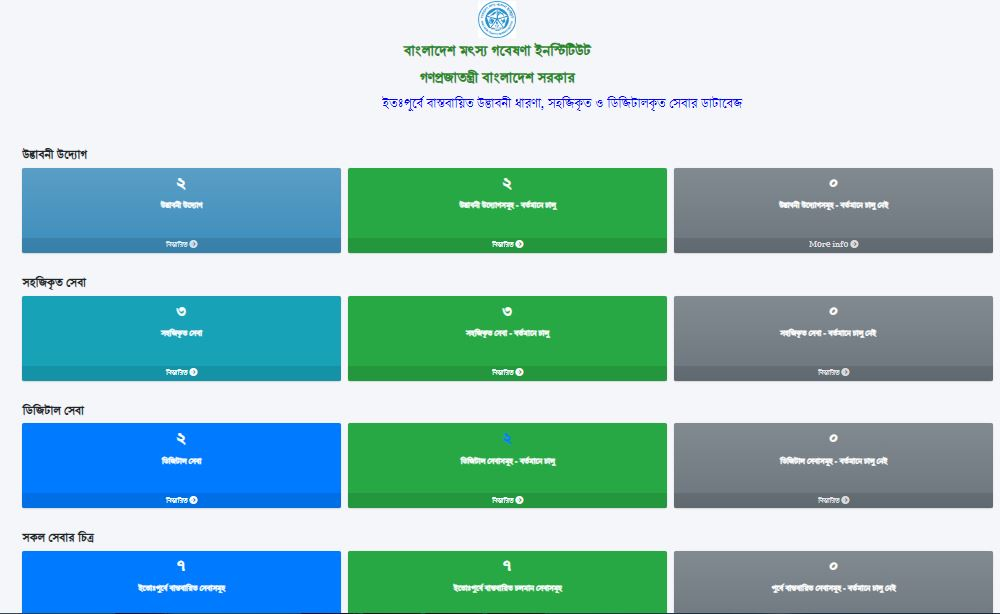 বাংলাদেশ মৎস্য গবেষণা ইনস্টিটিউট
গণপ্রজাতন্ত্রী বাংলাদেশ সরকার
ইতঃপূর্বে বাস্তবায়িত উদ্ভাবনী ধারণা, সহজিকৃত ও ডিজিটালকৃত সেবার ডাটাবেজ
উদ্ভাবনী উদ্যোগ
২
উদ্ভাবনী উদ্যোগ
বিস্তারিত
২
উদ্ভাবনী উদ্যোগসমূহ - বর্তমানে চালু
বিস্তারিত
০
উদ্ভাবনী উদ্যোগসমূহ - বর্তমানে চালু নেই
More info
সহজিকৃত সেবা
৩
সহজিকৃত সেবা
বিস্তারিত
৩
সহজিকৃত সেবা - বর্তমানে চালু
বিস্তারিত
০
সহজিকৃত সেবা - বর্তমানে চালু নেই
বিস্তারিত
ডিজিটাল সেবা
২
ডিজিটাল সেবা
বিস্তারিত
২
ডিজিটাল সেবাসমূহ - বর্তমানে চালু
বিস্তারিত
০
ডিজিটাল সেবাসমূহ - বর্তমানে চালু নেই
বিস্তারিত
সকল সেবার চিত্র
৭
ইতোঃপূর্বে বাস্তবায়িত সেবাসমূহ
৭
ইতোঃপূর্বে বাস্তবায়িত চলমান সেবাসমূহ
০
পূর্বে বাস্তবায়িত সেবাসমূহ - বর্তমানে চালু নেই